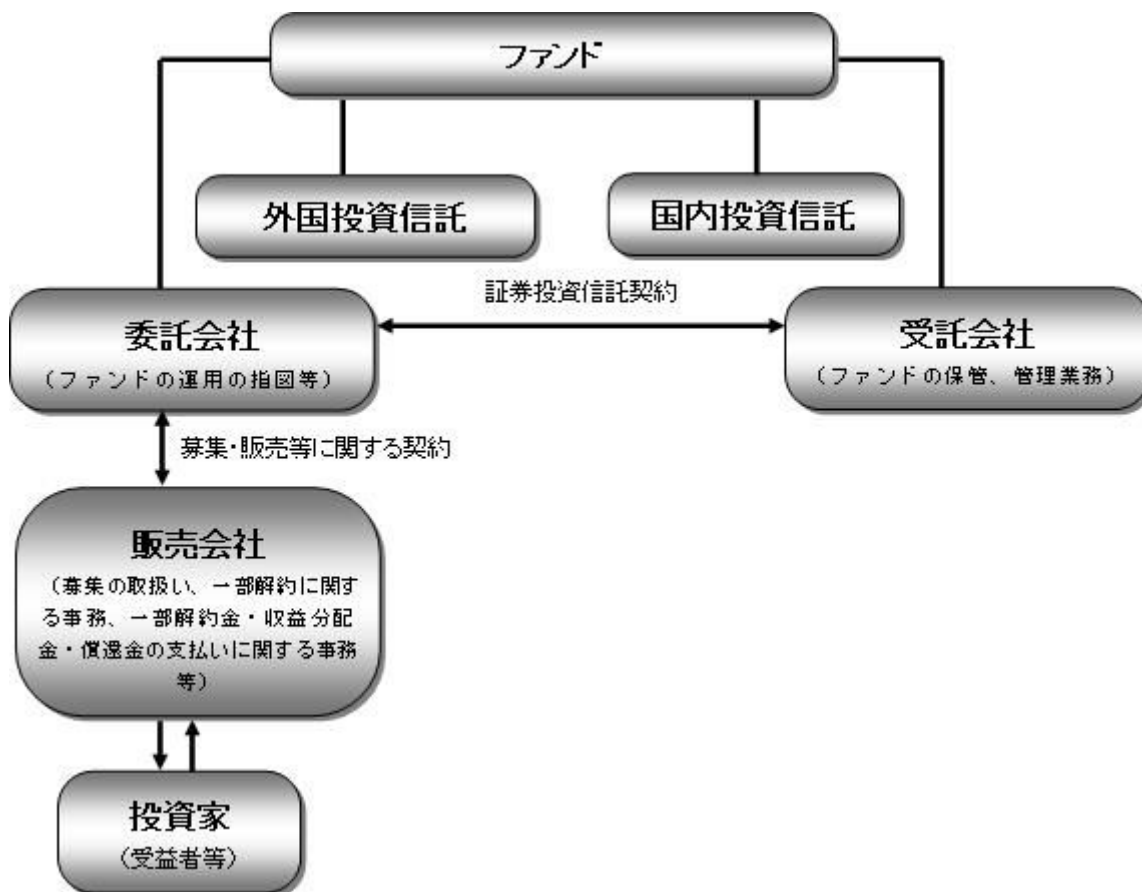 ファンド
外国投資信託
国内投資信託
証券投資信託契約
委託会社
（ファンドの運用の指図等）
受託会社
（ファンドの保管、管理業務）
募集・販売等に関する契約
販売会社
（募集の取扱い、一部解約に関す
る事務、一部解約金・収益分配
金・償還金の支払いに関する事務
等）
投資家
（受益者等）